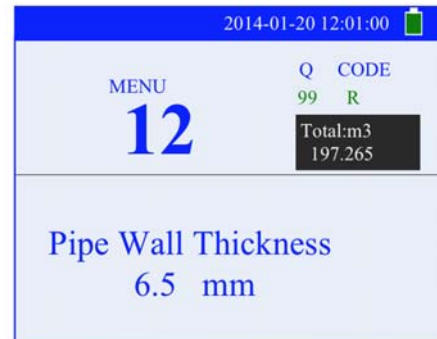 2014-01-20 12:01:00
MENU
12
Q CODE
99 R
Total:m3
197.265
Pipe Wall Thickness
6.5 mm